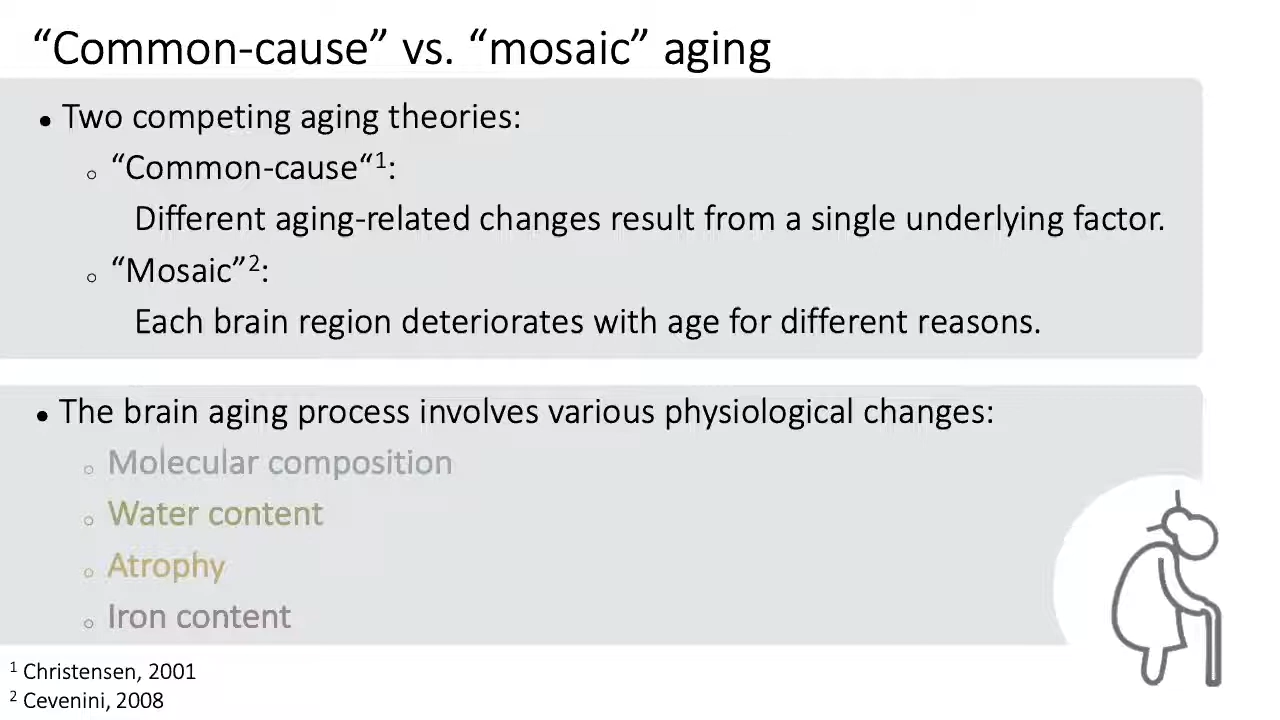 “Common-cause” vs. “mosaic” aging
• Two competing aging theories:
○ “Common-cause“¹:
Different aging-related changes result from a single underlying factor.
○ “Mosaic”²:
Each brain region deteriorates with age for different reasons.
• The brain aging process involves various physiological changes:
○ Molecular composition
○ Water content
○ Atrophy
○ Iron content
¹ Christensen, 2001
² Cevenini, 2008